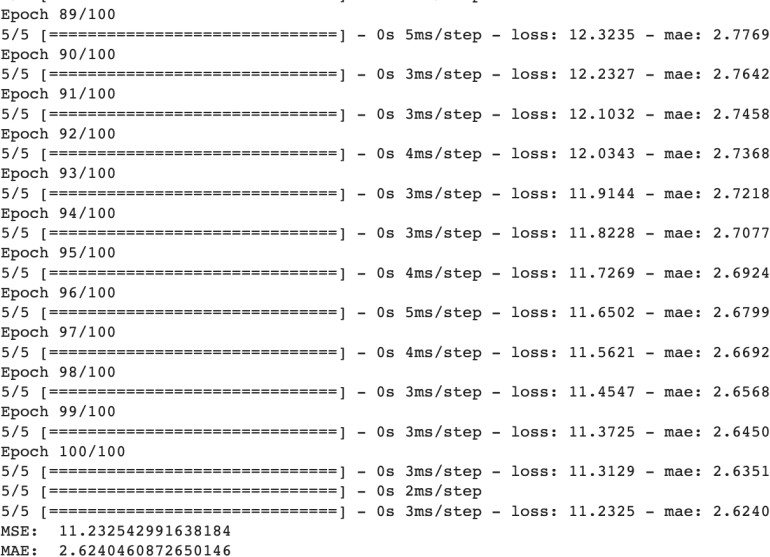 Epoch 89/100
5/5 [==============================] - 0s 5ms/step - loss: 12.3235 - mae: 2.7769
Epoch 90/100
5/5 [==============================] - 0s 3ms/step - loss: 12.2327 - mae: 2.7642
Epoch 91/100
5/5 [==============================] - 0s 3ms/step - loss: 12.1032 - mae: 2.7458
Epoch 92/100
5/5 [==============================] - 0s 4ms/step - loss: 12.0343 - mae: 2.7368
Epoch 93/100
5/5 [==============================] - 0s 3ms/step - loss: 11.9144 - mae: 2.7218
Epoch 94/100
5/5 [==============================] - 0s 3ms/step - loss: 11.8228 - mae: 2.7077
Epoch 95/100
5/5 [==============================] - 0s 4ms/step - loss: 11.7269 - mae: 2.6924
Epoch 96/100
5/5 [==============================] - 0s 5ms/step - loss: 11.6502 - mae: 2.6799
Epoch 97/100
5/5 [==============================] - 0s 4ms/step - loss: 11.5621 - mae: 2.6692
Epoch 98/100
5/5 [==============================] - 0s 3ms/step - loss: 11.4547 - mae: 2.6568
Epoch 99/100
5/5 [==============================] - 0s 3ms/step - loss: 11.3725 - mae: 2.6450
Epoch 100/100
5/5 [==============================] - 0s 3ms/step - loss: 11.3129 - mae: 2.6351
5/5 [==============================] - 0s 2ms/step
5/5 [==============================] - 0s 3ms/step - loss: 11.2325 - mae: 2.6240
MSE:  11.232542991638184
MAE:  2.6240460872650146